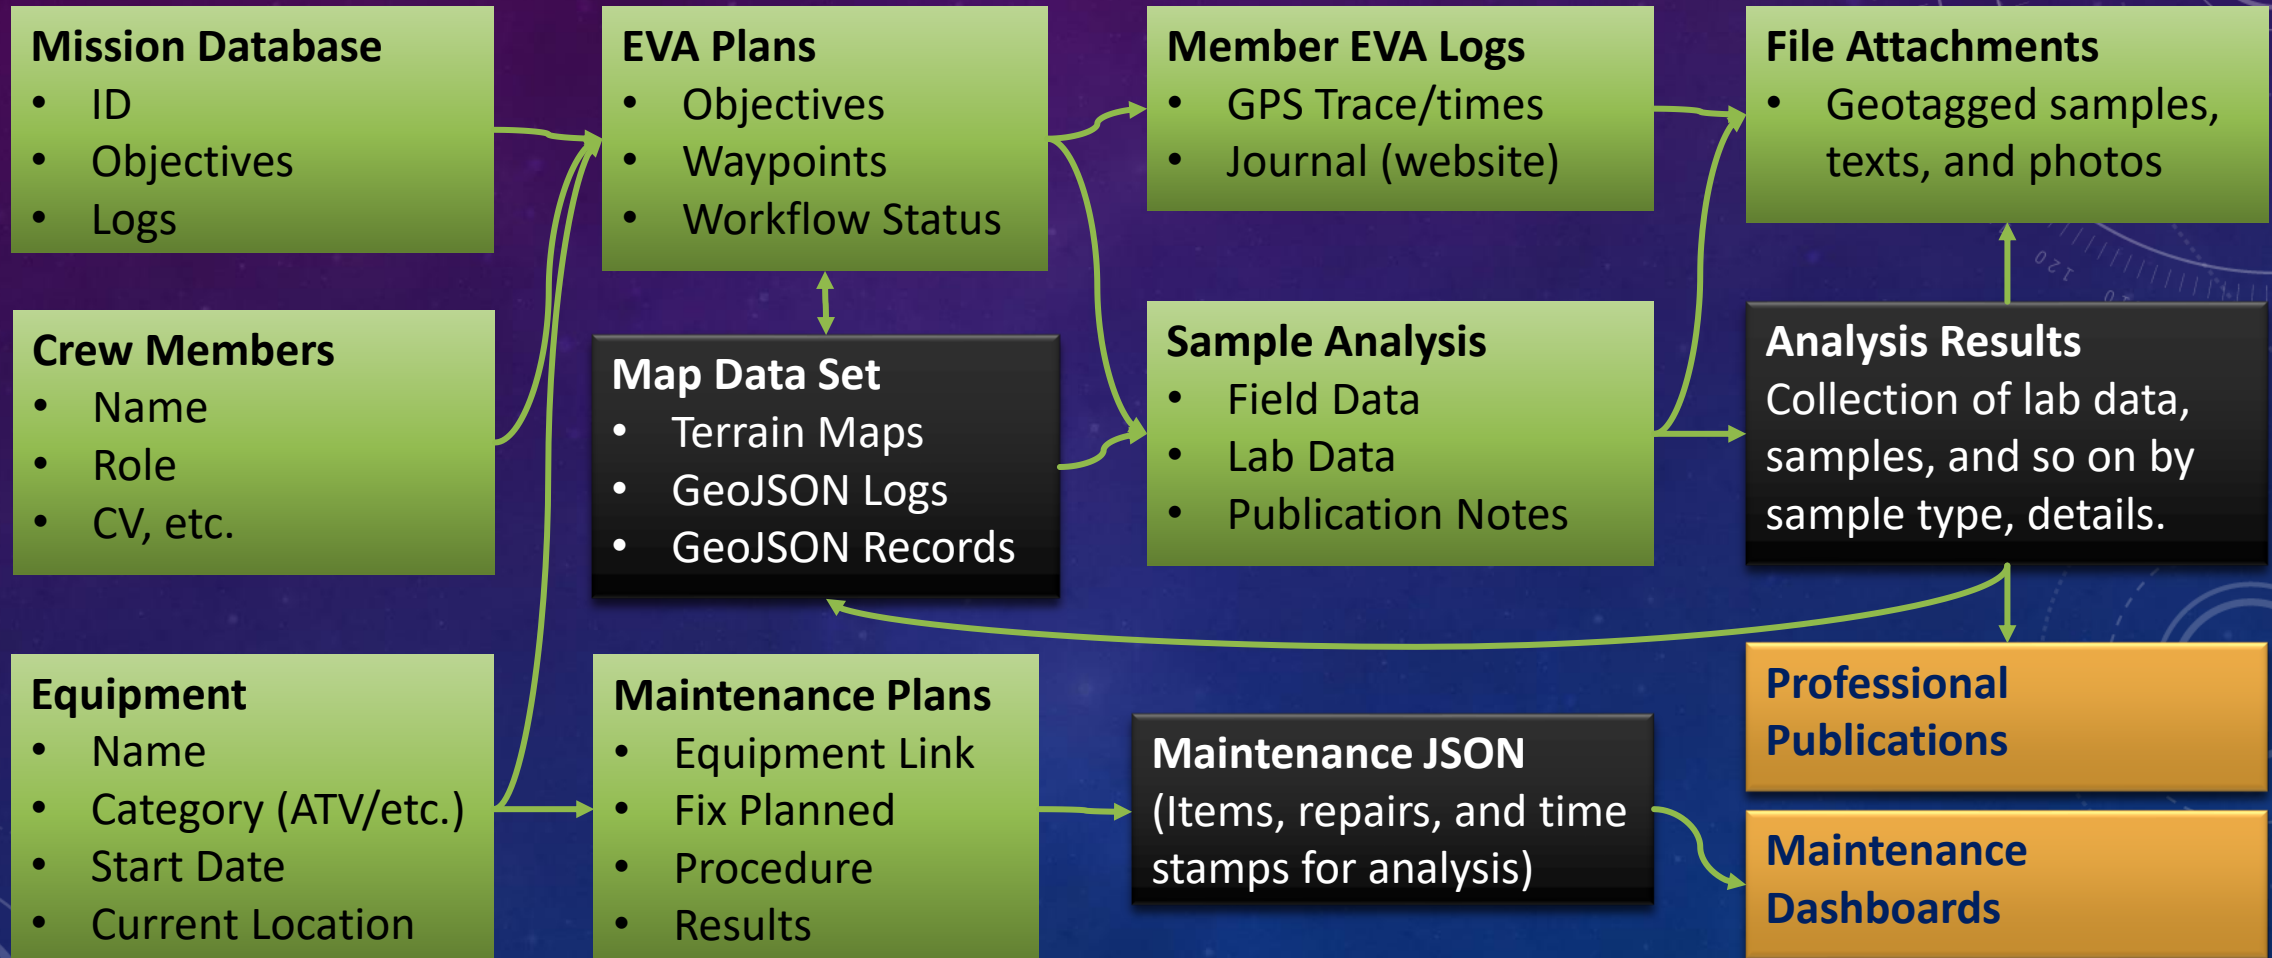 Mission Database
• ID
• Objectives
• Logs
EVA Plans
• Objectives
• Waypoints
• Workflow Status
Member EVA Logs
• GPS Trace/times
• Journal (website)
File Attachments
• Geotagged samples,
texts, and photos
120
Crew Members
• Name
• Role
• CV, etc.
Map Data Set
• Terrain Maps
• GeoJSON Logs
• GeoJSON Records
Sample Analysis
• Field Data
• Lab Data
• Publication Notes
Analysis Results
Collection of lab data,
samples, and so on by
sample type, details.
Equipment
• Name
• Category (ATV/etc.)
• Start Date
• Current Location
Maintenance Plans
• Equipment Link
• Fix Planned
• Procedure
• Results
Maintenance JSON
(Items, repairs, and time
stamps for analysis)
Professional
Publications
Maintenance
Dashboards